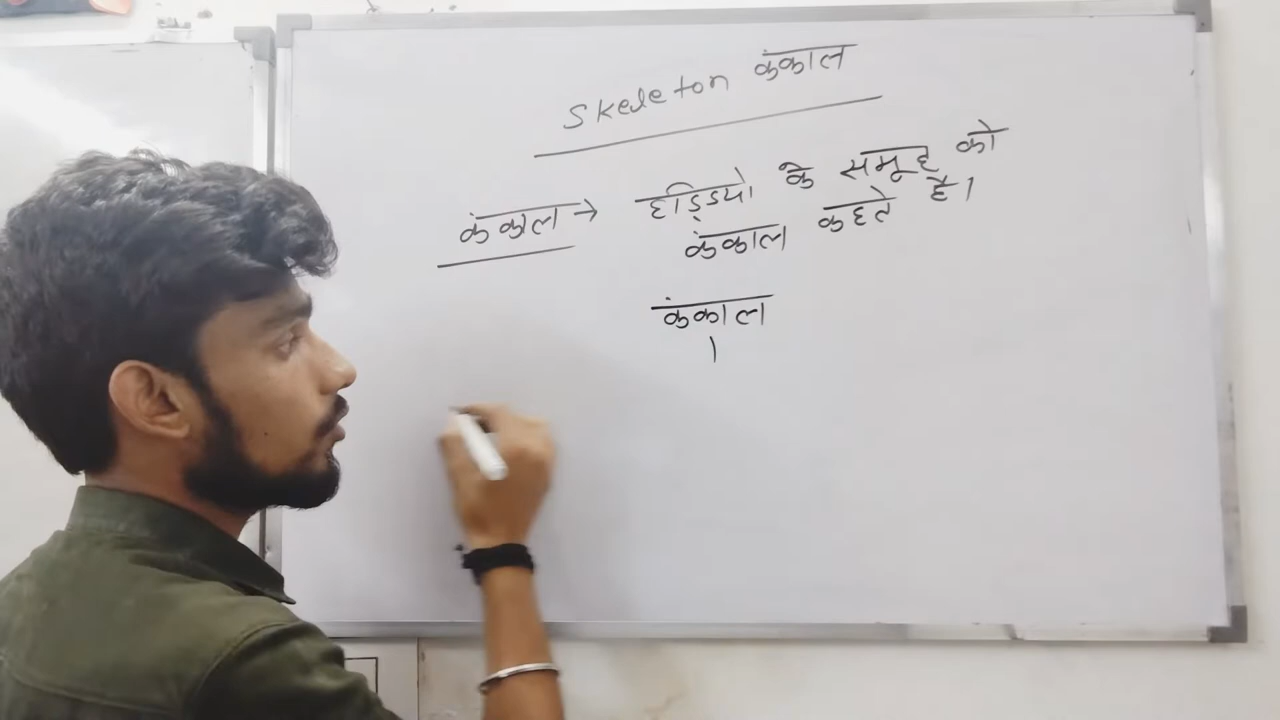 Skeleton कंकाल
कंकाल → हड्डियो के समूह को
कंकाल कहते है।
कंकाल